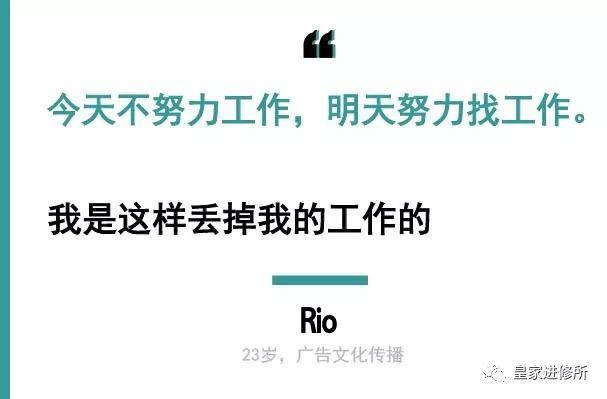 ❝
今天不努力工作，明天努力找工作。
我是这样丢掉我的工作的
Rio
23岁，广告文化传播
皇家进修所